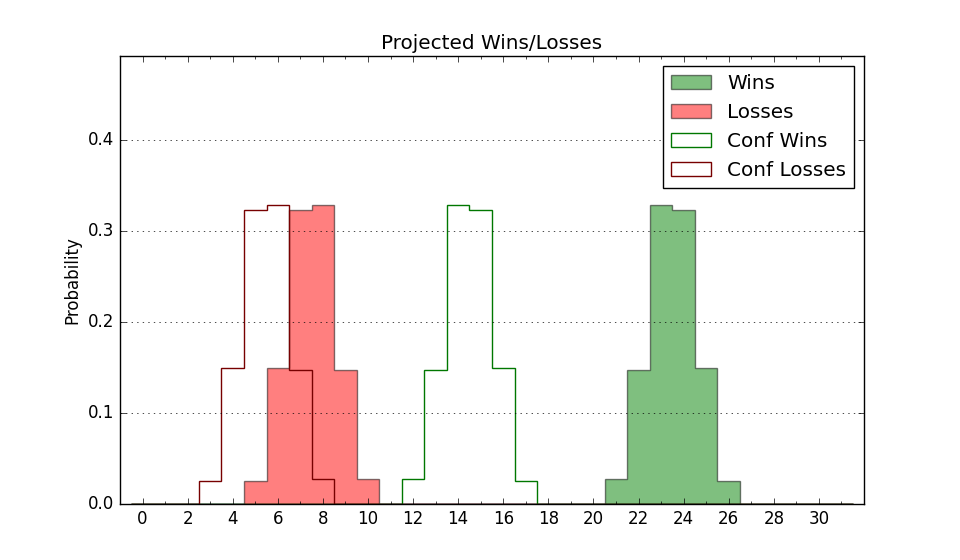 Projected Wins/Losses
Wins
Losses
Conf Wins
Conf Losses
Probability
0.4
0.3
0.2
0.1
0.0
0 2 4 6 8 10 12 14 16 18 20 22 24 26 28 30